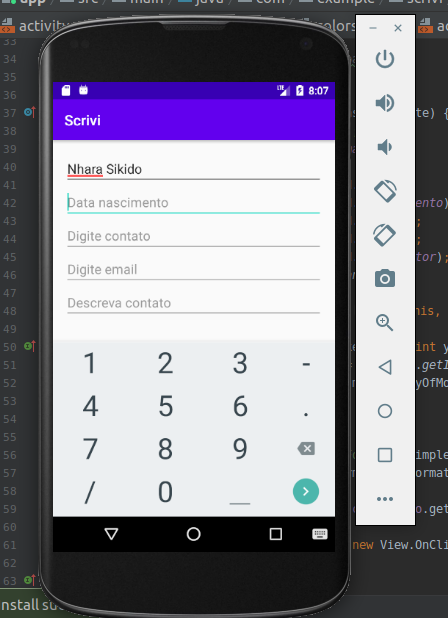 app src main java com example scrivi
activity
colors
33
34
35
36
37
38
39
40
41
42
43
44
45
46
47
48
49
50
51
52
53
54
55
56
57
58
59
60
61
62
63
te) {
ento)
;
;
tor);
his,
int y
.getI
yOfMo
imple
ormat
o.get
new View.OnCli
nstall su
LTE 8:07
Scrivi
Nhara Sikido
Data nascimento
Digite contato
Digite email
Descreva contato
1 2 3 -
4 5 6 .
7 8 9
/ 0 _